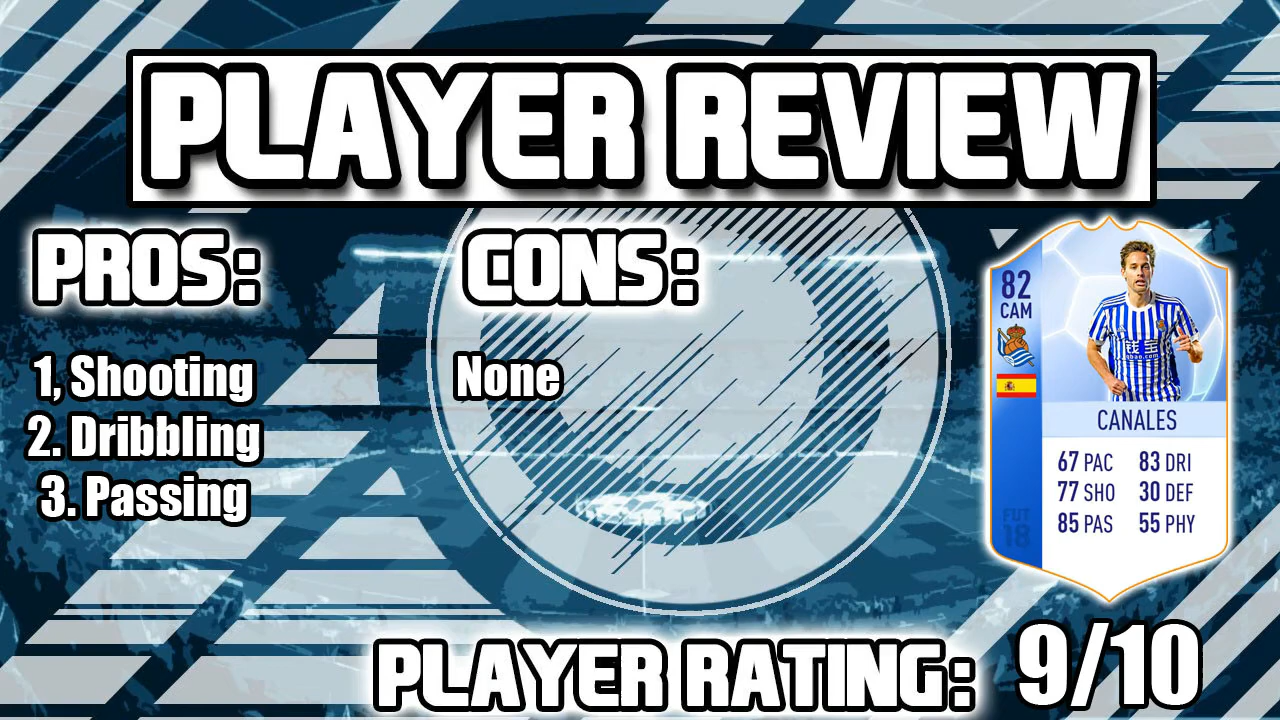 PLAYER REVIEW
PROS:
1, Shooting
2. Dribbling
3. Passing
CONS:
None
82
CAM
CANALES
67 PAC 83 DRI
77 SHO 30 DEF
85 PAS 55 PHY
FUT
18
PLAYER RATING: 9/10